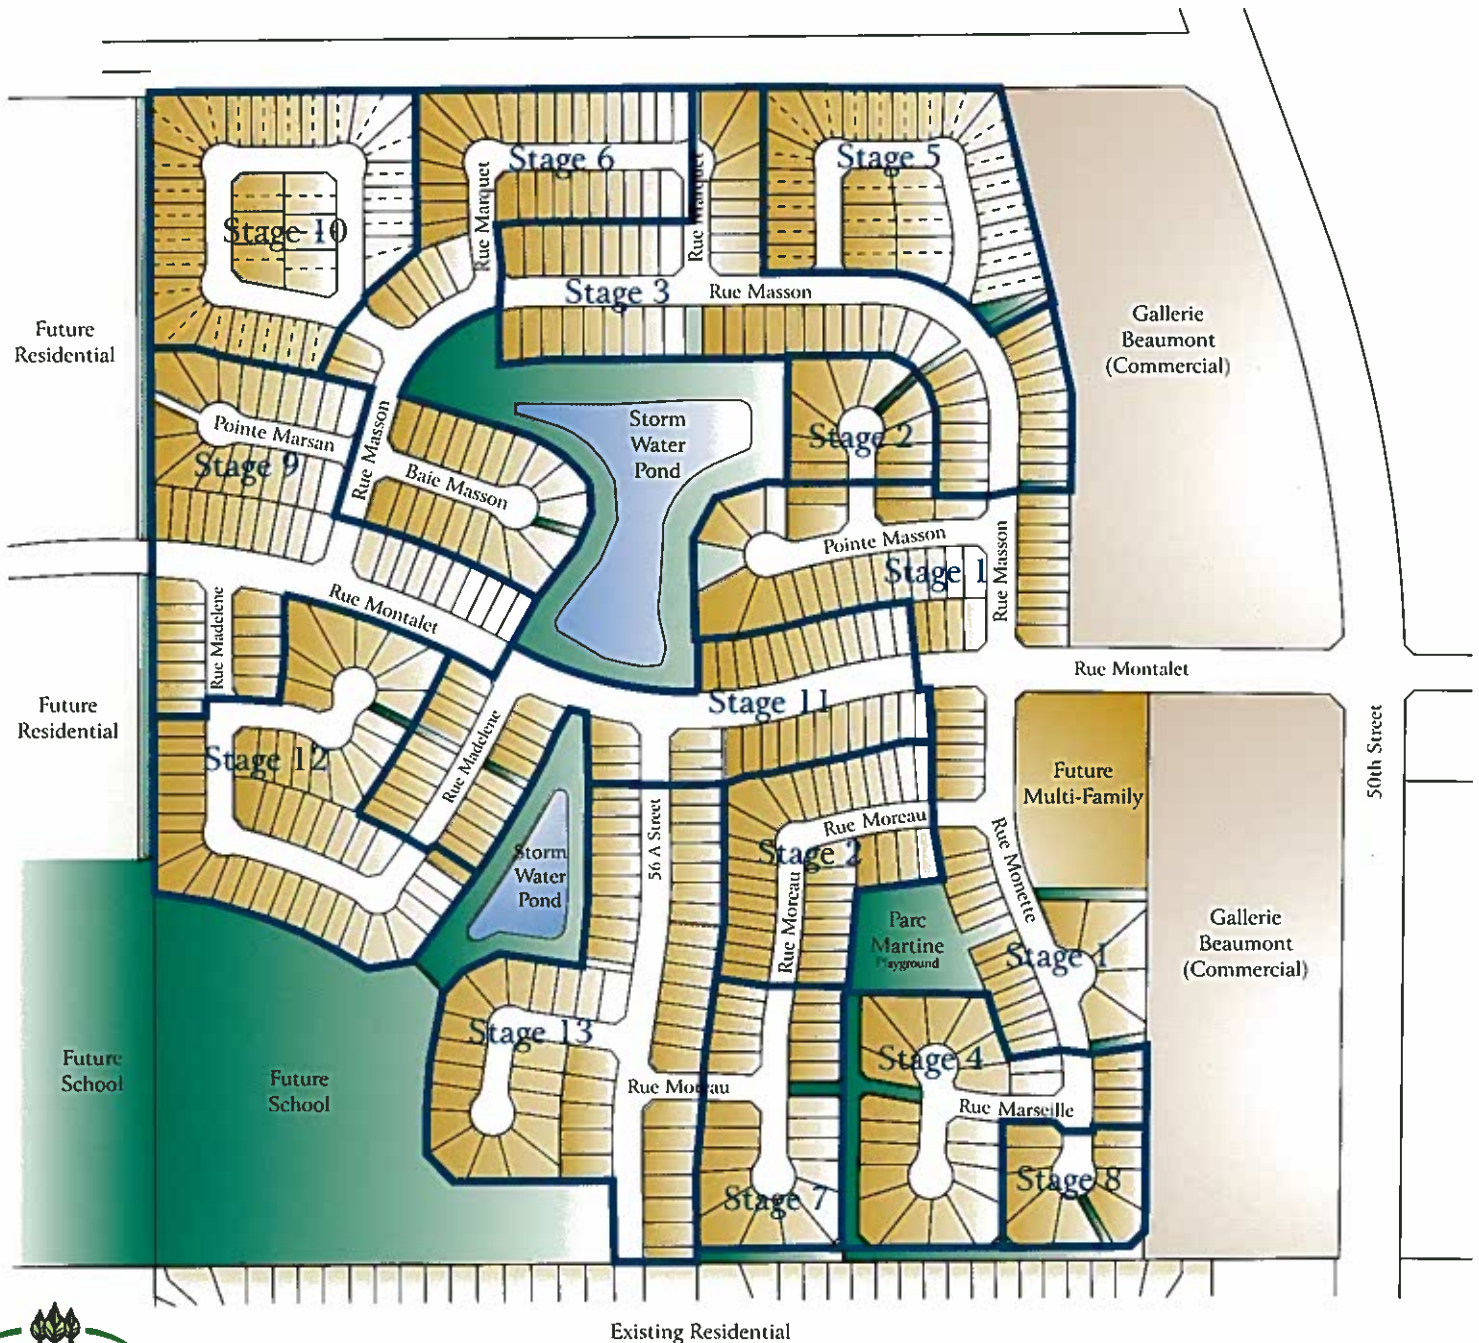 Stage 6
Stage 5
Rue Marquet
Rue Marquet
Stage 10
Stage 3
Rue Masson
Future
Residential
Gallerie
Beaumont
(Commercial)
Storm
Water
Pond
Stage 2
Pointe Marsan
Stage 9
Rue Masson
Baie Masson
Pointe Masson
Stage 1
Rue Masson
Rue Madelene
Rue Montalet
Rue Montalet
Future
Residential
Stage 11
50th Street
Stage 12
Rue Madelene
Future
Multi-Family
56 A Street
Rue Moreau
Stage 2
Rue Monette
Storm
Water
Pond
Rue Moreau
Parc
Martine
Playground
Stage 1
Gallerie
Beaumont
(Commercial)
Stage 13
Stage 4
Future
School
Future
School
Rue Moreau
Rue Marseille
Stage 7
Stage 8
Existing Residential